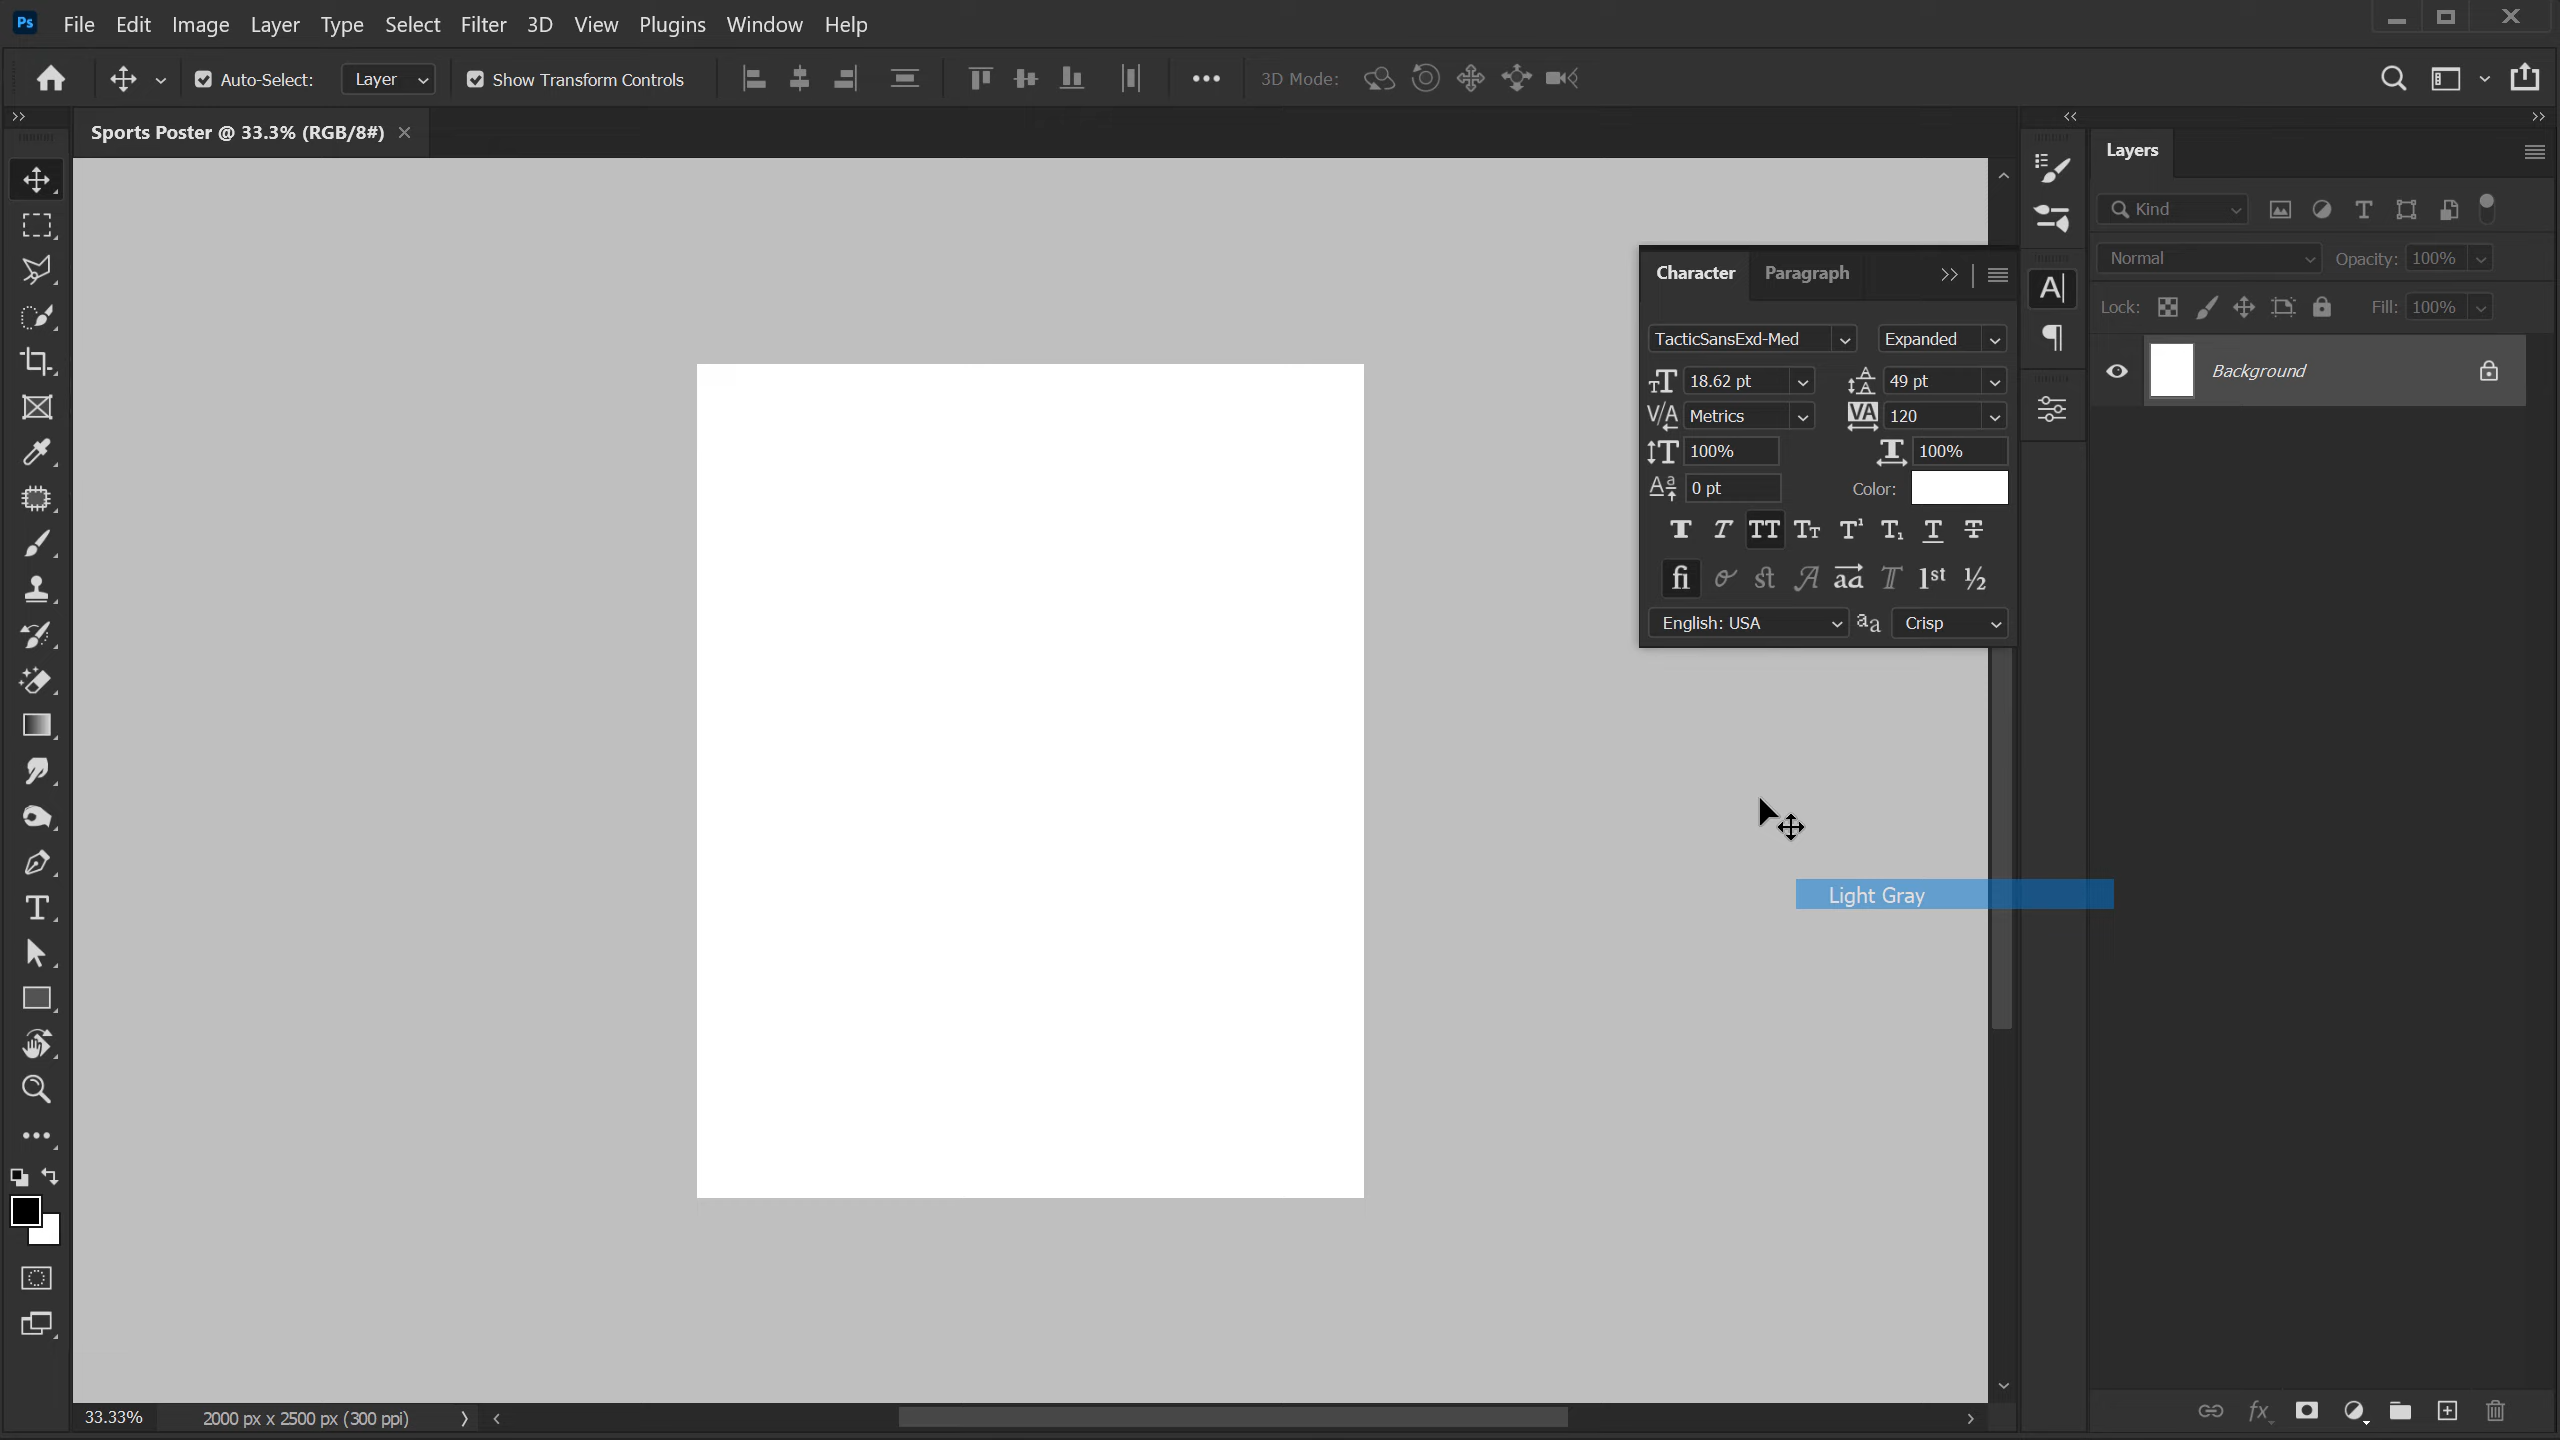 Ps File Edit Image Layer Type Select Filter 3D View Plugins Window Help
Auto-Select: Layer Show Transform Controls 3D Mode:
Sports Poster @ 33.3% (RGB/8#)
Layers
Kind
Normal Opacity: 100%
Lock: Fill: 100%
Background
Character Paragraph
TacticSansExd-Med Expanded
18.62 pt 49 pt
Metrics 120
100% 100%
0 pt Color:
English: USA Crisp
Light Gray
33.33% 2000 px x 2500 px (300 ppi)